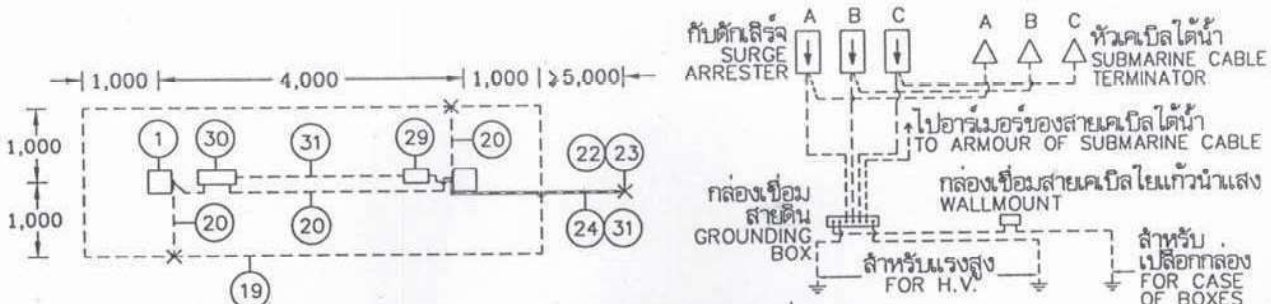 1,000
4,000
1,000
≥5,000
1,000
1,000
1
30
31
29
20
22
23
20
20
24
31
19
A B C A B C
กับดักเสิร์จ
SURGE
ARRESTER
หัวเคเบิลใต้น้ำ
SUBMARINE CABLE
TERMINATOR
ไปอาร์เมอร์ของสายเคเบิลใต้น้ำ
TO ARMOUR OF SUBMARINE CABLE
กล่องเชื่อม
สายดิน
GROUNDING
BOX
กล่องเชื่อมสายเคเบิลใยแก้วนำแสง
WALLMOUNT
สำหรับแรงสูง
FOR H.V.
สำหรับ
เปลือกกล่อง
FOR CASE
OF BOXES